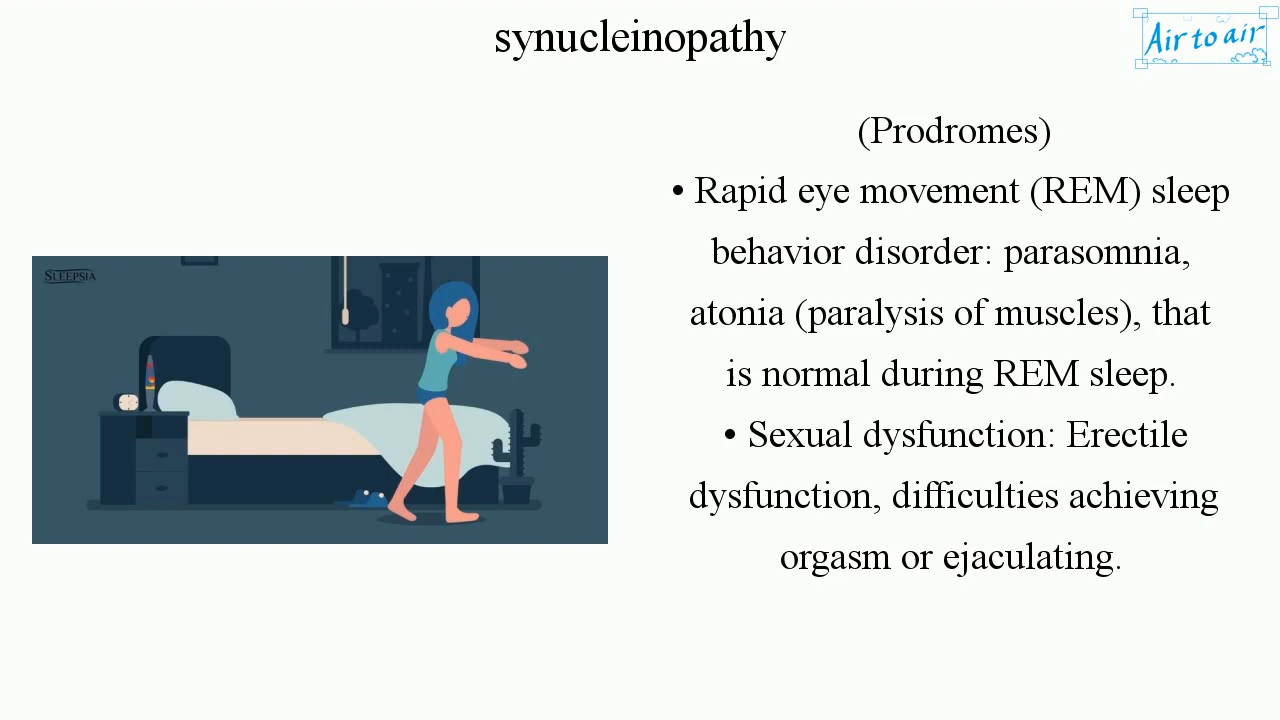 synucleinopathy
Air to air
(Prodromes)
• Rapid eye movement (REM) sleep
behavior disorder: parasomnia,
atonia (paralysis of muscles), that
is normal during REM sleep.
• Sexual dysfunction: Erectile
dysfunction, difficulties achieving
orgasm or ejaculating.
SLEEPSIA